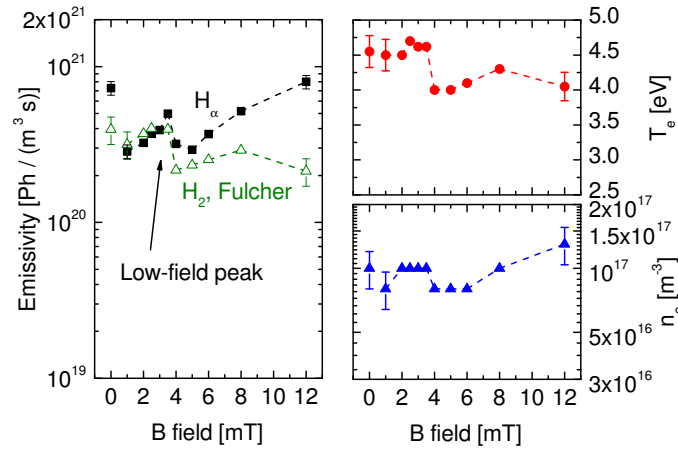 2x10^21
10^21
10^20
10^19
Emissivity [Ph / (m^3 s)]
H_α
H_2, Fulcher
Low-field peak
0 2 4 6 8 10 12
B field [mT]
5.0
4.5
4.0
3.5
3.0
2.5
T_e [eV]
2x10^17
1.5x10^17
10^17
5x10^16
3x10^16
n_e [m^-3]
0 2 4 6 8 10 12
B field [mT]